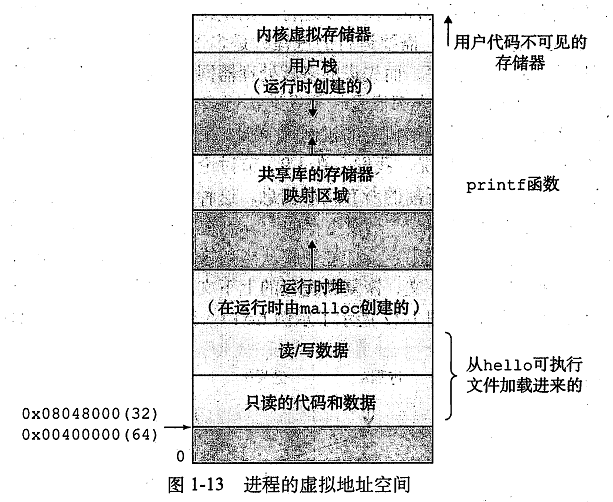 内核虚拟存储器
用户代码不可见的
存储器
用户栈
(运行时创建的)
共享库的存储器
映射区域
printf函数
运行时堆
(在运行时由malloc创建的)
读/写数据
从hello可执行
文件加载进来的
只读的代码和数据
0x08048000(32)
0x00400000(64)
0
图 1-13 进程的虚拟地址空间